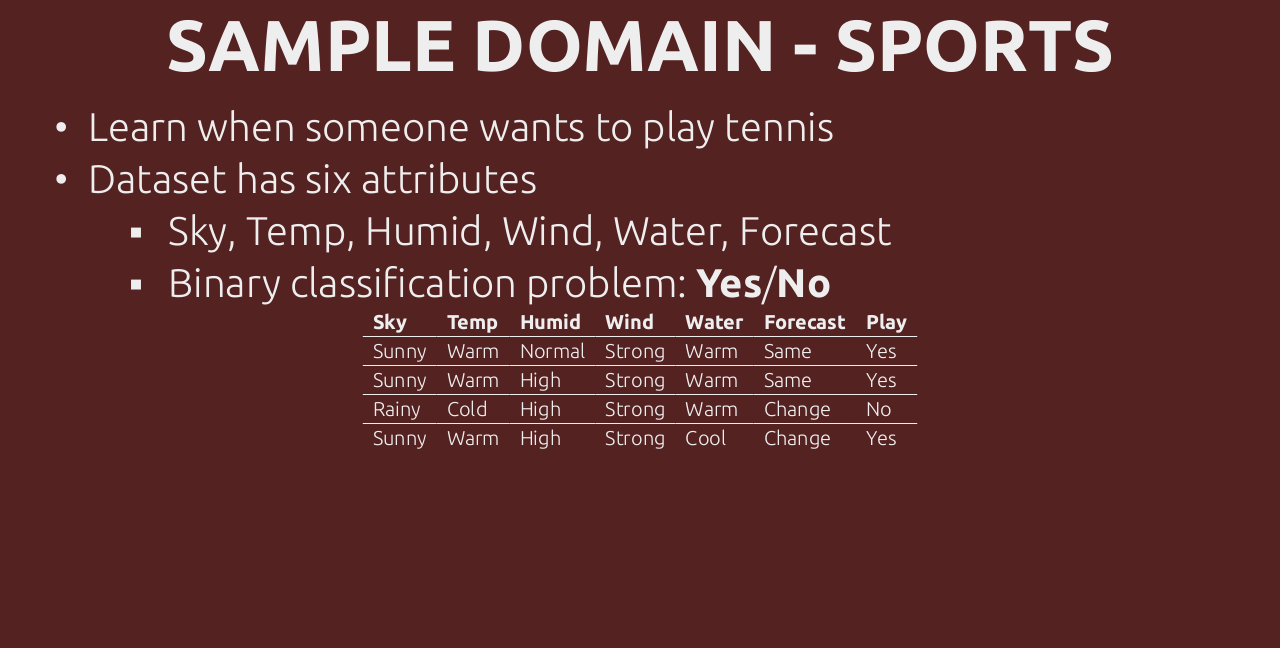 SAMPLE DOMAIN - SPORTS
• Learn when someone wants to play tennis
• Dataset has six attributes
▪ Sky, Temp, Humid, Wind, Water, Forecast
▪ Binary classification problem: Yes/No
Sky Temp Humid Wind Water Forecast Play
Sunny Warm Normal Strong Warm Same Yes
Sunny Warm High Strong Warm Same Yes
Rainy Cold High Strong Warm Change No
Sunny Warm High Strong Cool Change Yes